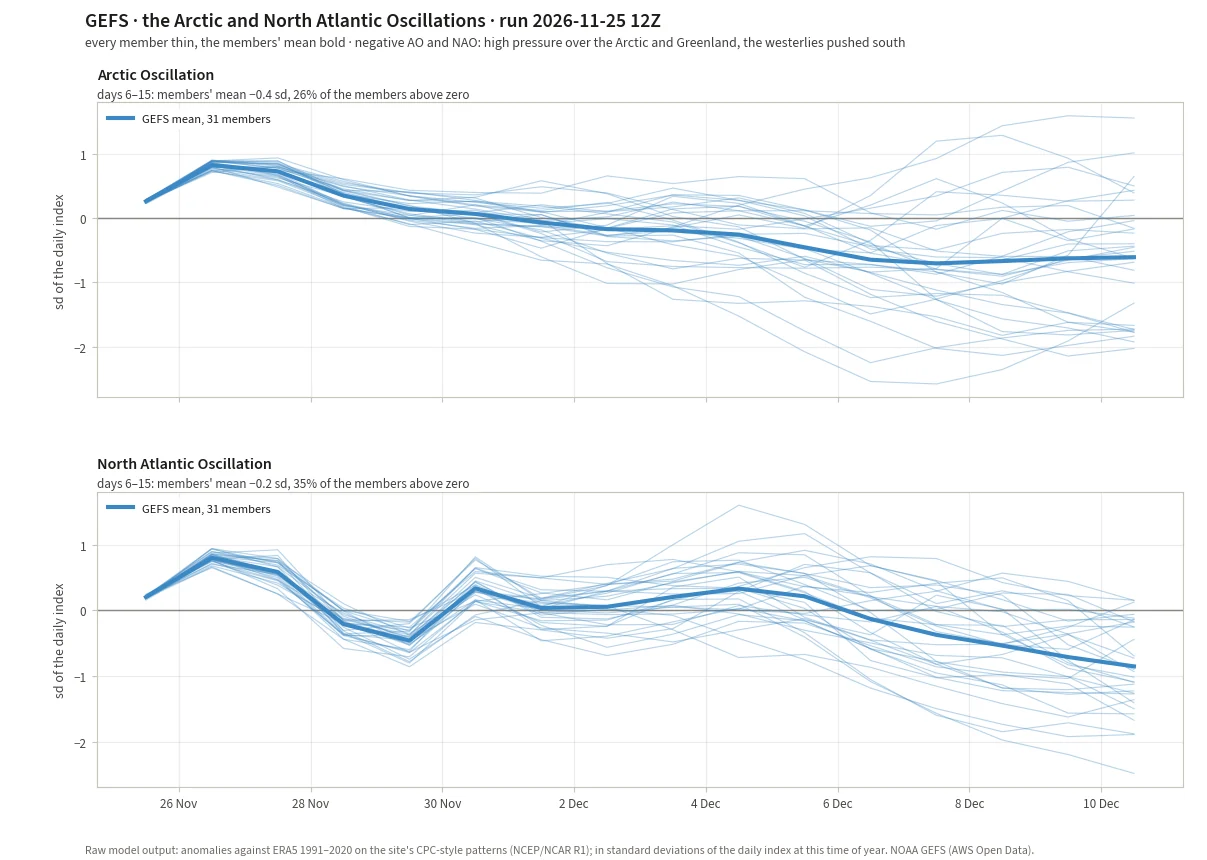 GEFS · the Arctic and North Atlantic Oscillations · run 2026-11-25 12Z
every member thin, the members' mean bold · negative AO and NAO: high pressure over the Arctic and Greenland, the westerlies pushed south
Arctic Oscillation
days 6–15: members' mean −0.4 sd, 26% of the members above zero
GEFS mean, 31 members
1
0
−1
−2
sd of the daily index
North Atlantic Oscillation
days 6–15: members' mean −0.2 sd, 35% of the members above zero
GEFS mean, 31 members
1
0
−1
−2
sd of the daily index
26 Nov 28 Nov 30 Nov 2 Dec 4 Dec 6 Dec 8 Dec 10 Dec
Raw model output: anomalies against ERA5 1991–2020 on the site's CPC-style patterns (NCEP/NCAR R1); in standard deviations of the daily index at this time of year. NOAA GEFS (AWS Open Data).